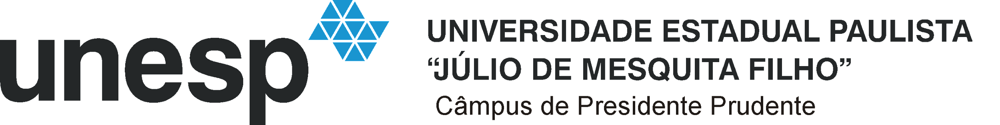 unesp
UNIVERSIDADE ESTADUAL PAULISTA
“JÚLIO DE MESQUITA FILHO”
Câmpus de Presidente Prudente